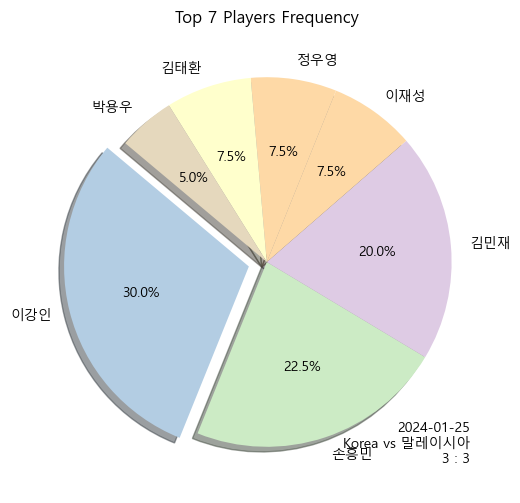 Top 7 Players Frequency
정우영
김태환
이재성
박용우
7.5%
7.5%
7.5%
5.0%
김민재
20.0%
30.0%
이강인
22.5%
2024-01-25
Korea vs 말레이시아
손흥민
3 : 3